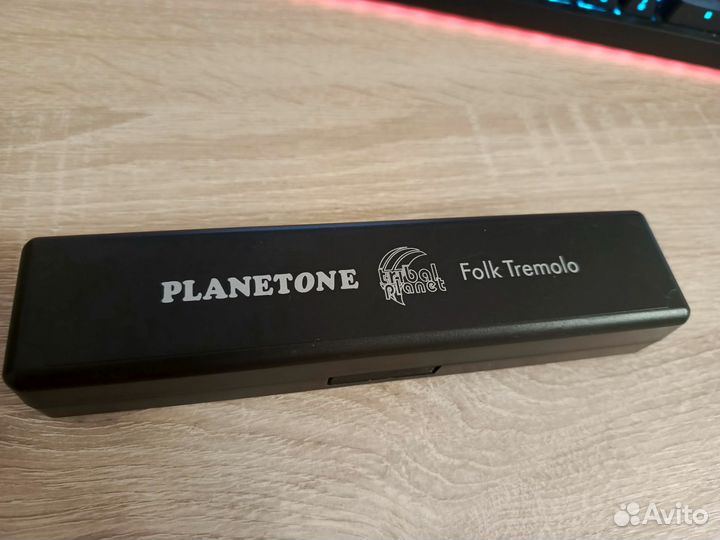 PLANETONE
tribal
Planet
Folk Tremolo
Avito